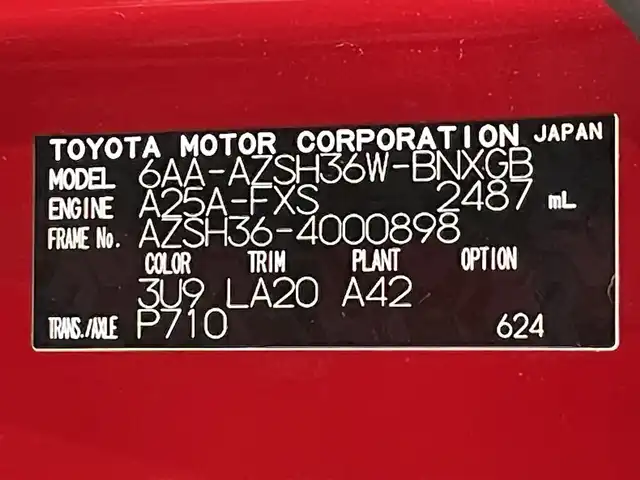 TOYOTA MOTOR CORPORATION JAPAN
MODEL 6AA-AZSH36W-BNXGB
ENGINE A25A-FXS 2487 mL
FRAME No. AZSH36-4000898
COLOR TRIM PLANT OPTION
3U9 LA20 A42
TRANS./AXLE P710 624